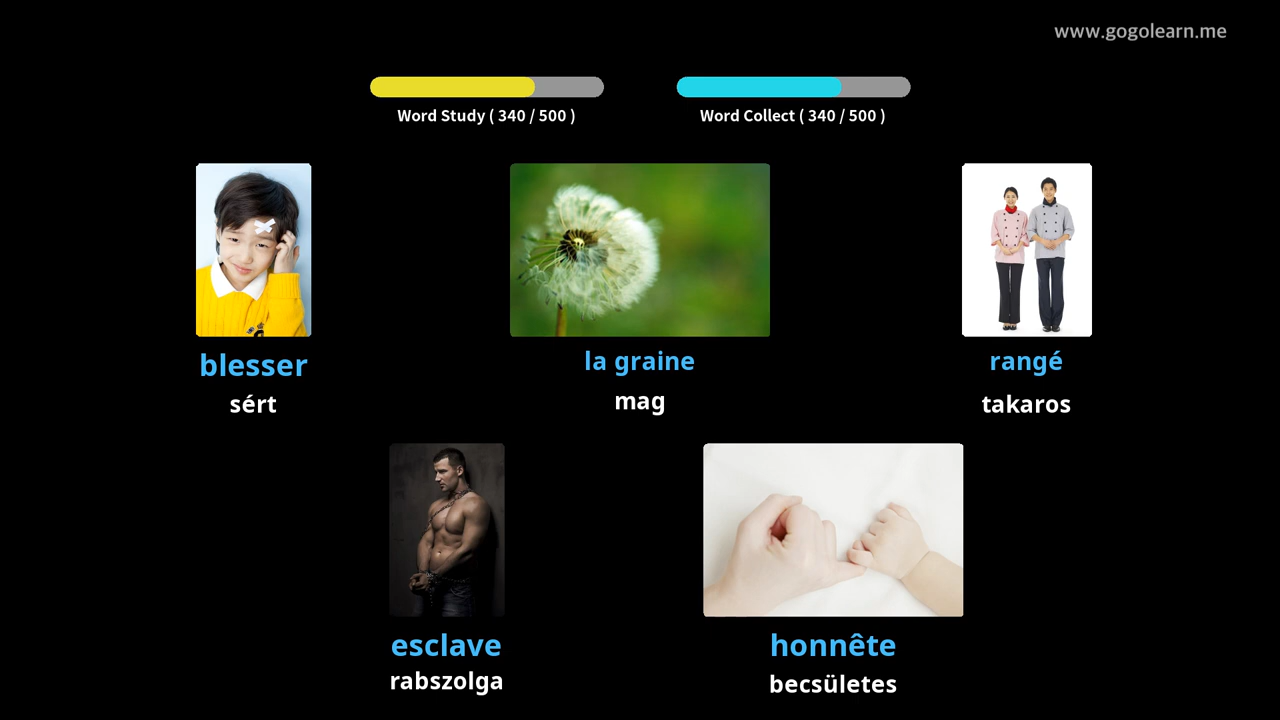 www.gogolearn.me
Word Study ( 340 / 500 )
Word Collect ( 340 / 500 )
blesser
sért
la graine
mag
rangé
takaros
esclave
rabszolga
honnête
becsületes